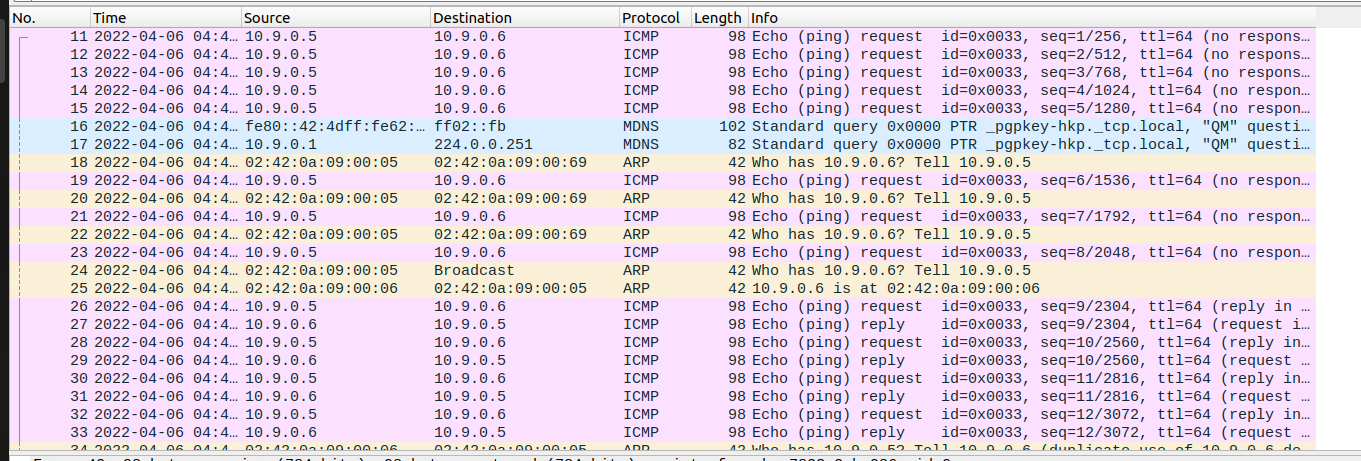 No. Time Source Destination Protocol Length Info
11 2022-04-06 04:4… 10.9.0.5 10.9.0.6 ICMP 98 Echo (ping) request id=0x0033, seq=1/256, ttl=64 (no respons…
12 2022-04-06 04:4… 10.9.0.5 10.9.0.6 ICMP 98 Echo (ping) request id=0x0033, seq=2/512, ttl=64 (no respons…
13 2022-04-06 04:4… 10.9.0.5 10.9.0.6 ICMP 98 Echo (ping) request id=0x0033, seq=3/768, ttl=64 (no respons…
14 2022-04-06 04:4… 10.9.0.5 10.9.0.6 ICMP 98 Echo (ping) request id=0x0033, seq=4/1024, ttl=64 (no respon…
15 2022-04-06 04:4… 10.9.0.5 10.9.0.6 ICMP 98 Echo (ping) request id=0x0033, seq=5/1280, ttl=64 (no respon…
16 2022-04-06 04:4… fe80::42:4dff:fe62:… ff02::fb MDNS 102 Standard query 0x0000 PTR _pgpkey-hkp._tcp.local, "QM" questi…
17 2022-04-06 04:4… 10.9.0.1 224.0.0.251 MDNS 82 Standard query 0x0000 PTR _pgpkey-hkp._tcp.local, "QM" questi…
18 2022-04-06 04:4… 02:42:0a:09:00:05 02:42:0a:09:00:69 ARP 42 Who has 10.9.0.6? Tell 10.9.0.5
19 2022-04-06 04:4… 10.9.0.5 10.9.0.6 ICMP 98 Echo (ping) request id=0x0033, seq=6/1536, ttl=64 (no respon…
20 2022-04-06 04:4… 02:42:0a:09:00:05 02:42:0a:09:00:69 ARP 42 Who has 10.9.0.6? Tell 10.9.0.5
21 2022-04-06 04:4… 10.9.0.5 10.9.0.6 ICMP 98 Echo (ping) request id=0x0033, seq=7/1792, ttl=64 (no respon…
22 2022-04-06 04:4… 02:42:0a:09:00:05 02:42:0a:09:00:69 ARP 42 Who has 10.9.0.6? Tell 10.9.0.5
23 2022-04-06 04:4… 10.9.0.5 10.9.0.6 ICMP 98 Echo (ping) request id=0x0033, seq=8/2048, ttl=64 (no respon…
24 2022-04-06 04:4… 02:42:0a:09:00:05 Broadcast ARP 42 Who has 10.9.0.6? Tell 10.9.0.5
25 2022-04-06 04:4… 02:42:0a:09:00:06 02:42:0a:09:00:05 ARP 42 10.9.0.6 is at 02:42:0a:09:00:06
26 2022-04-06 04:4… 10.9.0.5 10.9.0.6 ICMP 98 Echo (ping) request id=0x0033, seq=9/2304, ttl=64 (reply in …
27 2022-04-06 04:4… 10.9.0.6 10.9.0.5 ICMP 98 Echo (ping) reply id=0x0033, seq=9/2304, ttl=64 (request i…
28 2022-04-06 04:4… 10.9.0.5 10.9.0.6 ICMP 98 Echo (ping) request id=0x0033, seq=10/2560, ttl=64 (reply in…
29 2022-04-06 04:4… 10.9.0.6 10.9.0.5 ICMP 98 Echo (ping) reply id=0x0033, seq=10/2560, ttl=64 (request …
30 2022-04-06 04:4… 10.9.0.5 10.9.0.6 ICMP 98 Echo (ping) request id=0x0033, seq=11/2816, ttl=64 (reply in…
31 2022-04-06 04:4… 10.9.0.6 10.9.0.5 ICMP 98 Echo (ping) reply id=0x0033, seq=11/2816, ttl=64 (request …
32 2022-04-06 04:4… 10.9.0.5 10.9.0.6 ICMP 98 Echo (ping) request id=0x0033, seq=12/3072, ttl=64 (reply in…
33 2022-04-06 04:4… 10.9.0.6 10.9.0.5 ICMP 98 Echo (ping) reply id=0x0033, seq=12/3072, ttl=64 (request …